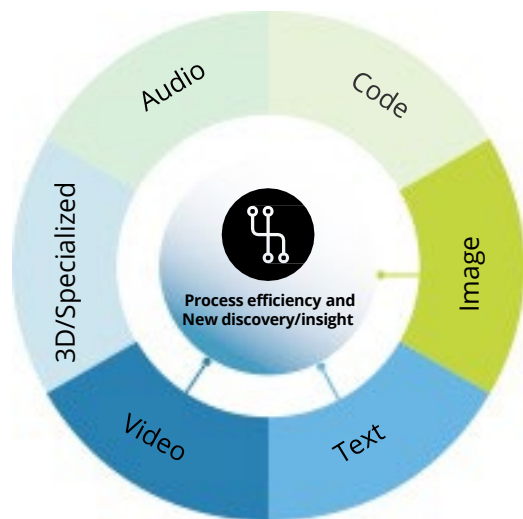 Audio
Code
3D/Specialized
Image
Process efficiency and
New discovery/insight
Video
Text